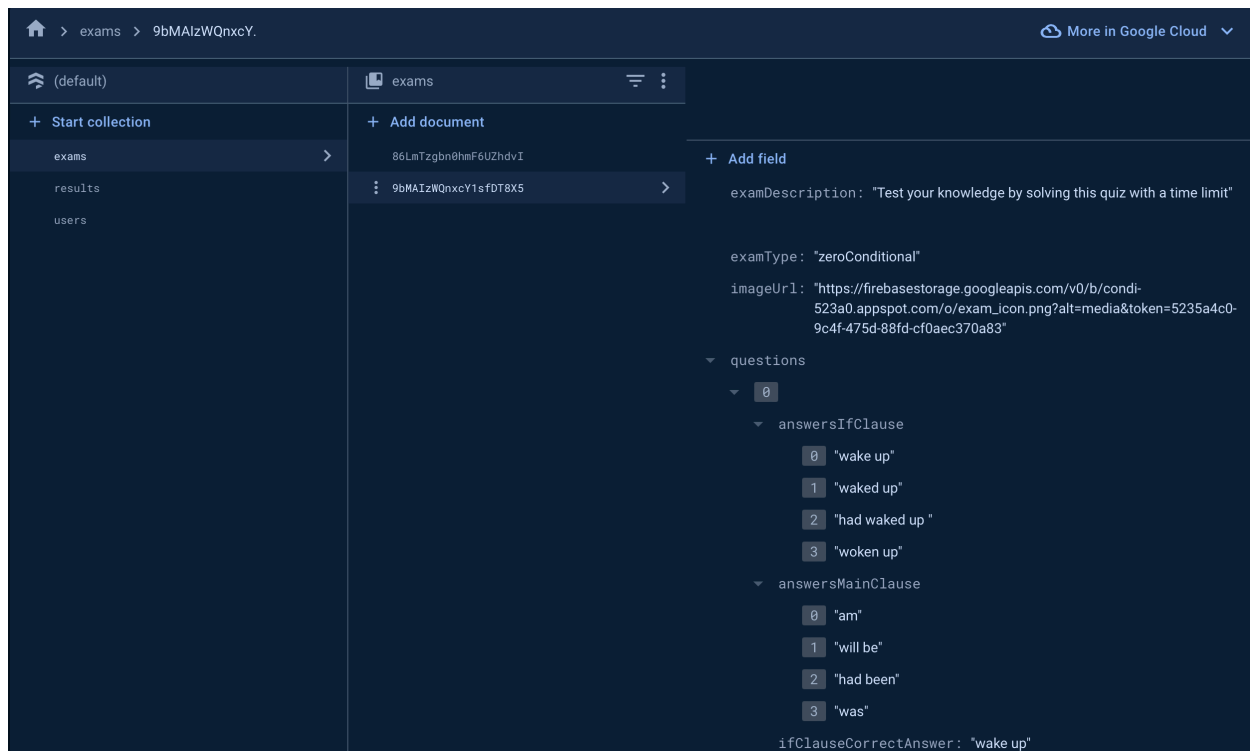 exams > 9bMAIzWQnxcY.
More in Google Cloud
(default)
exams
+ Start collection
+ Add document
exams
86LmTzgbn0hmF6UZhdvI
+ Add field
results
9bMAIzWQnxcY1sfDT8X5
users
examDescription: "Test your knowledge by solving this quiz with a time limit"
examType: "zeroConditional"
imageUrl: "https://firebasestorage.googleapis.com/v0/b/condi-
523a0.appspot.com/o/exam_icon.png?alt=media&token=5235a4c0-
9c4f-475d-88fd-cf0aec370a83"
questions
0
answersIfClause
0 "wake up"
1 "waked up"
2 "had waked up "
3 "woken up"
answersMainClause
0 "am"
1 "will be"
2 "had been"
3 "was"
ifClauseCorrectAnswer: "wake up"